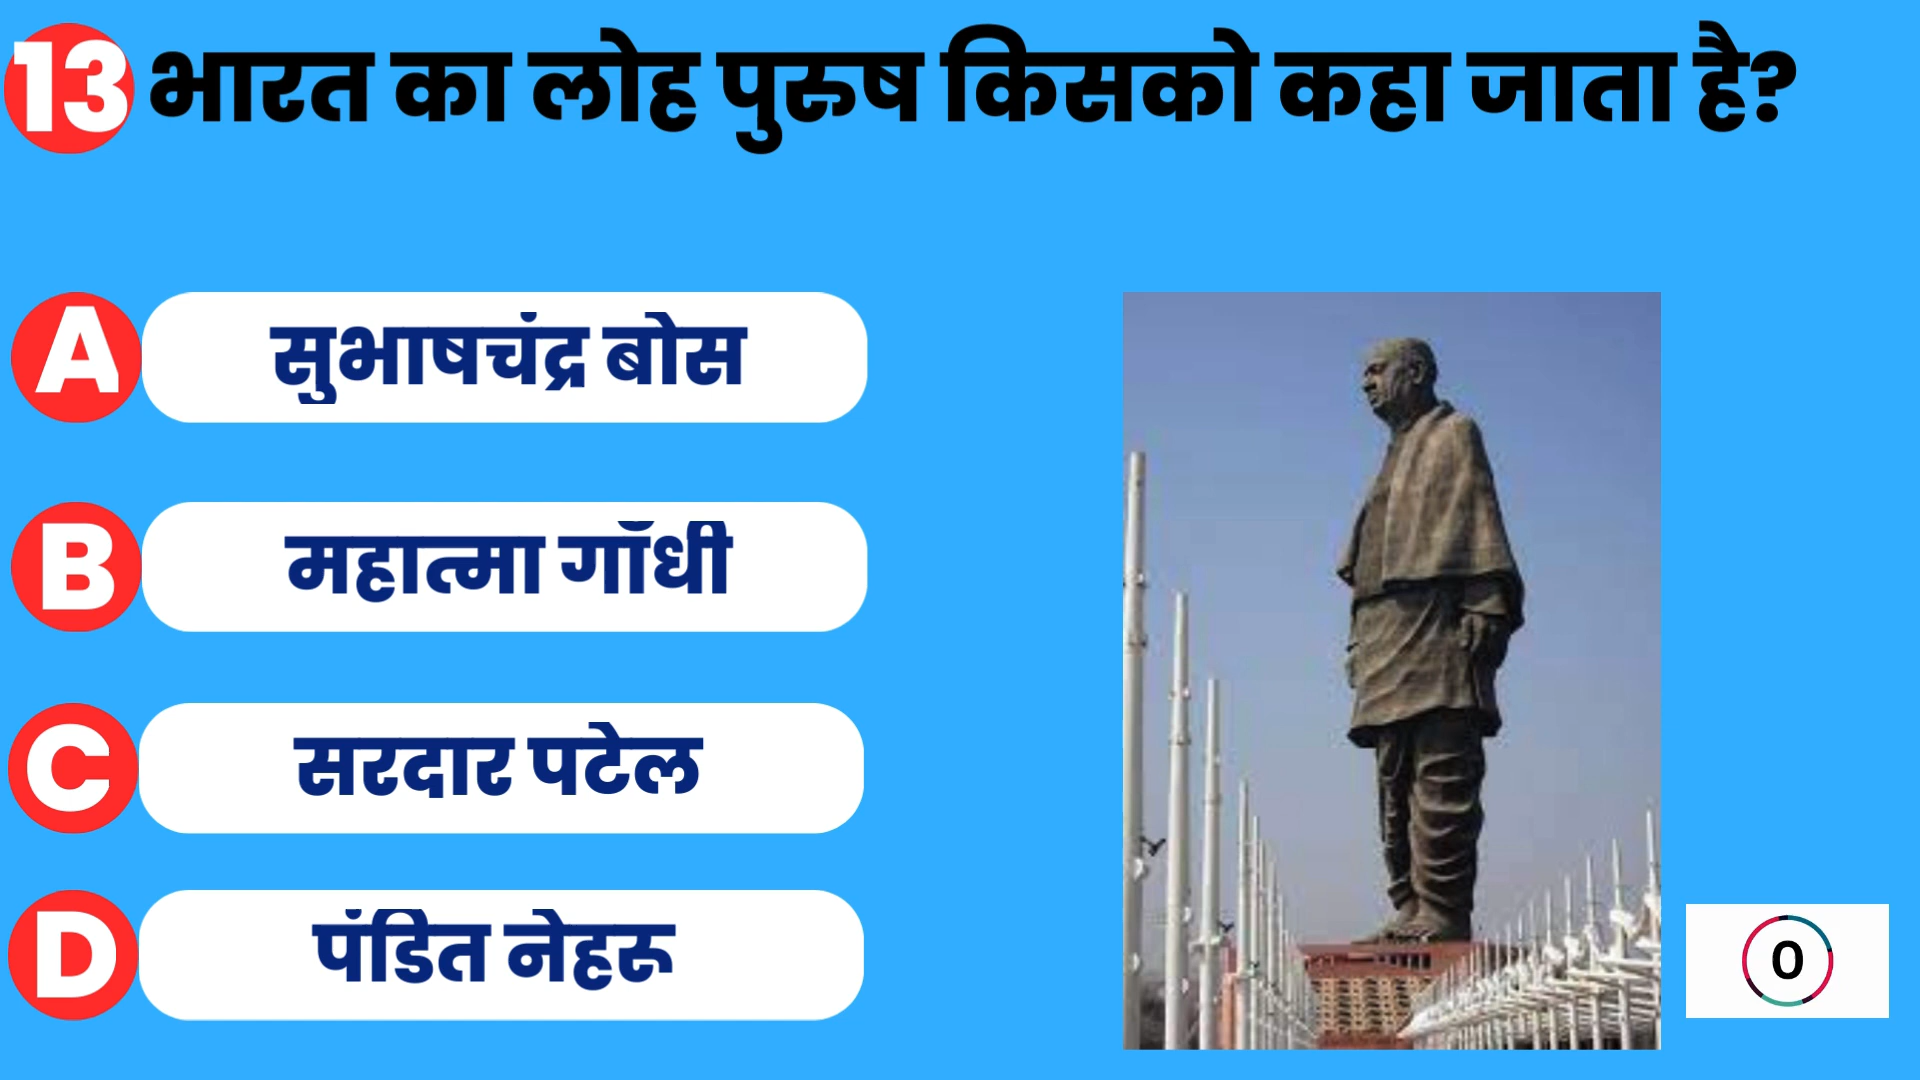 13 भारत का लोह पुरुष किसको कहा जाता है?
A सुभाषचंद्र बोस
B महात्मा गाँधी
C सरदार पटेल
D पंडित नेहरू
0